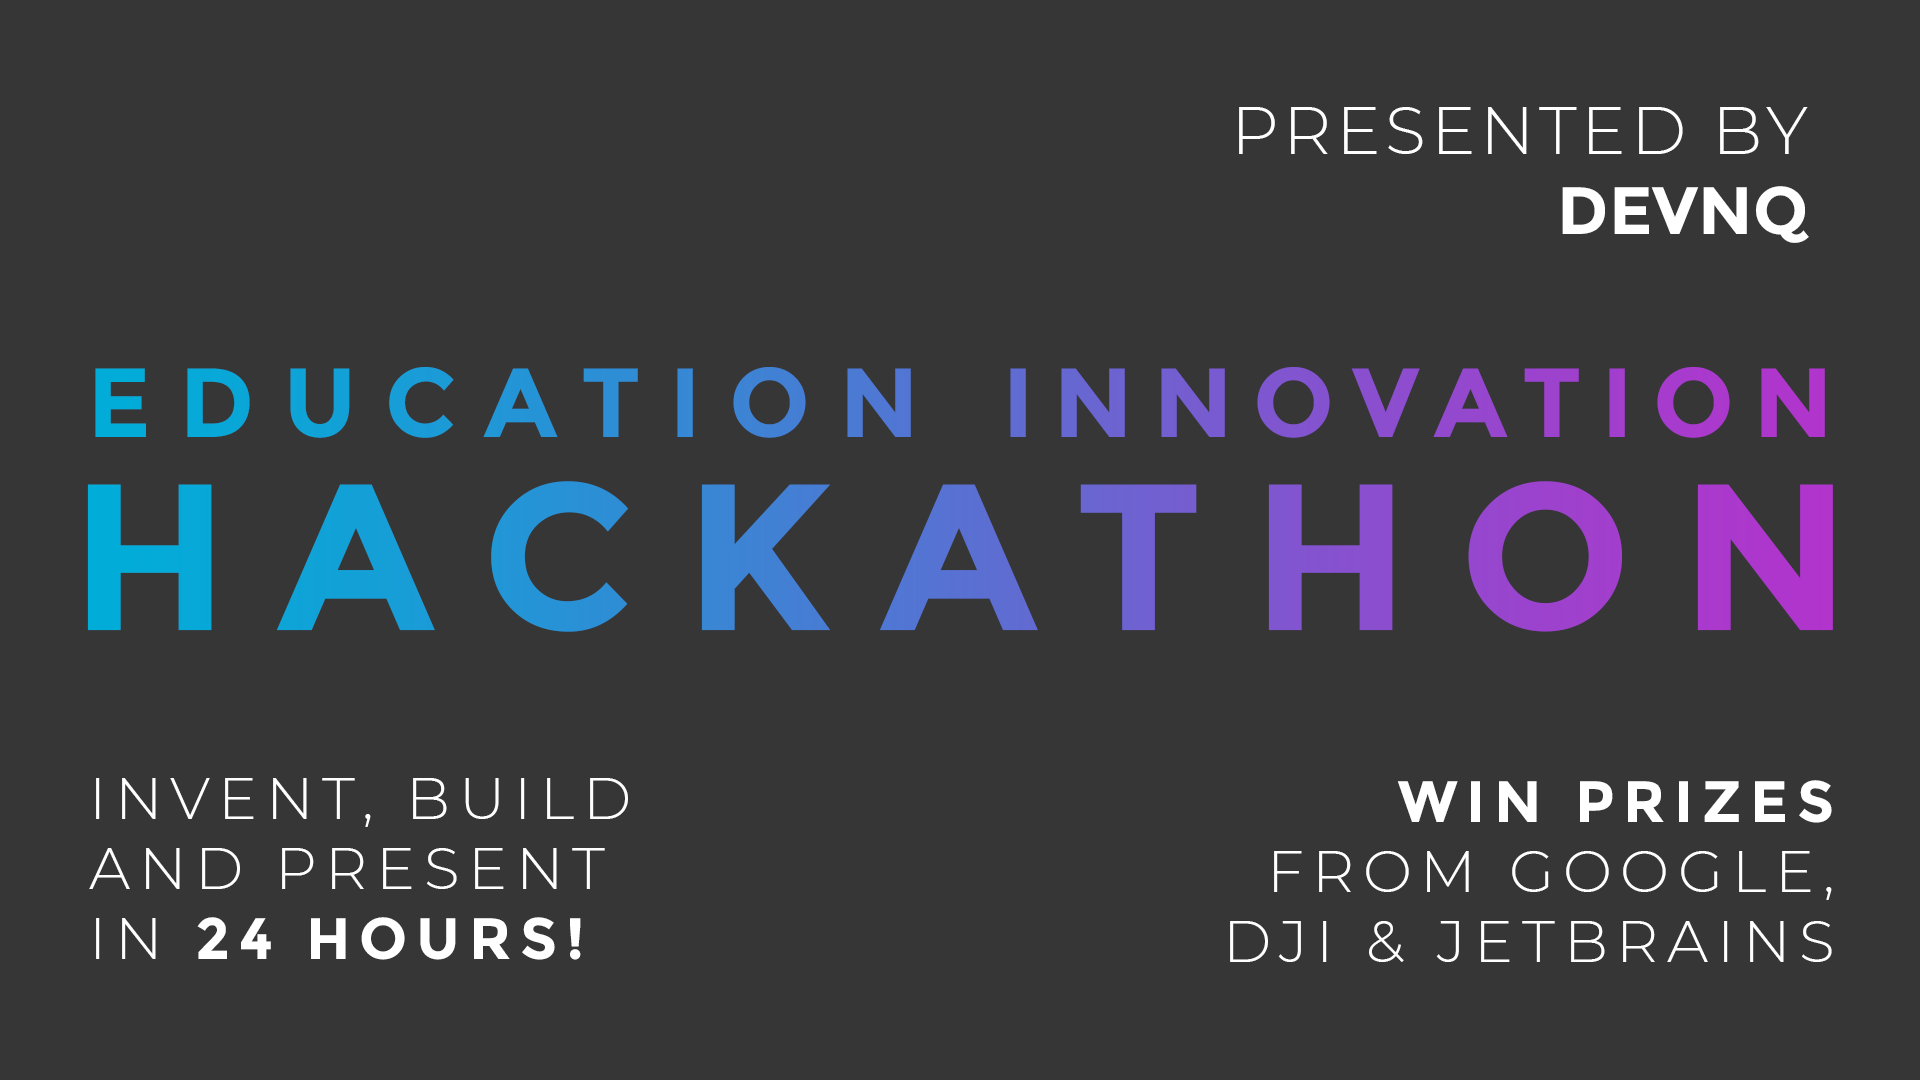 PRESENTED BY
DEVNQ
EDUCATION INNOVATION
HACKATHON
INVENT, BUILD
AND PRESENT
IN 24 HOURS!
WIN PRIZES
FROM GOOGLE,
DJI & JETBRAINS